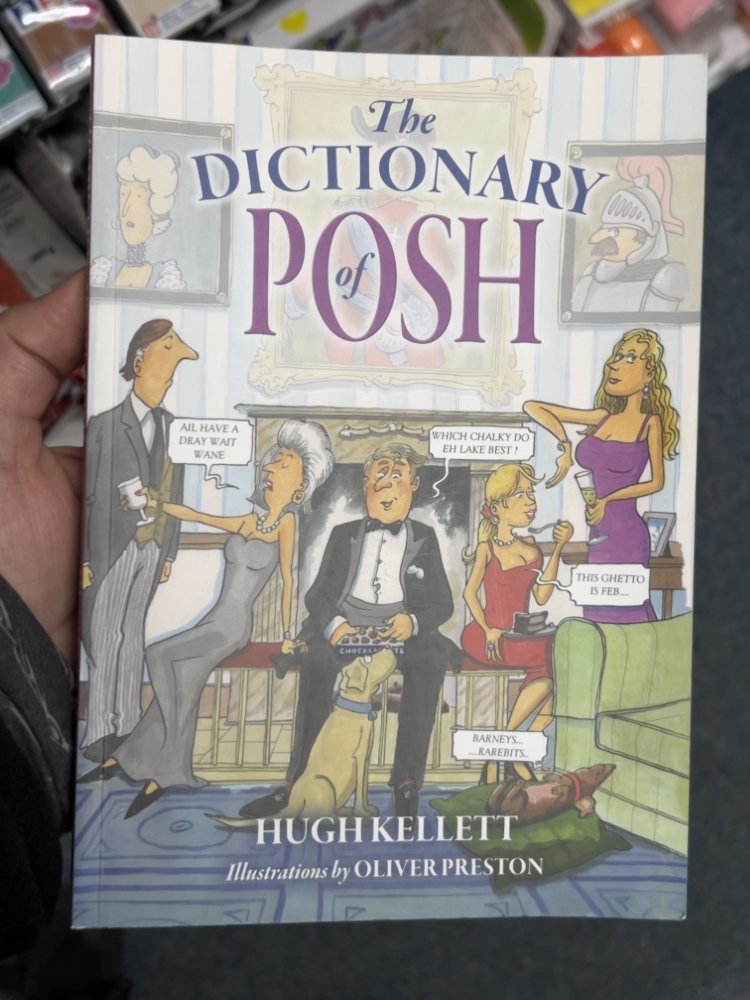 The
DICTIONARY
of
POSH
AIL HAVE A
DRAY WAIT
WANE
WHICH CHALKY DO
EH LAKE BEST ?
THIS GHETTO
IS FEB....
BARNEYS...
....RAREBITS..
HUGH KELLETT
Illustrations by OLIVER PRESTON